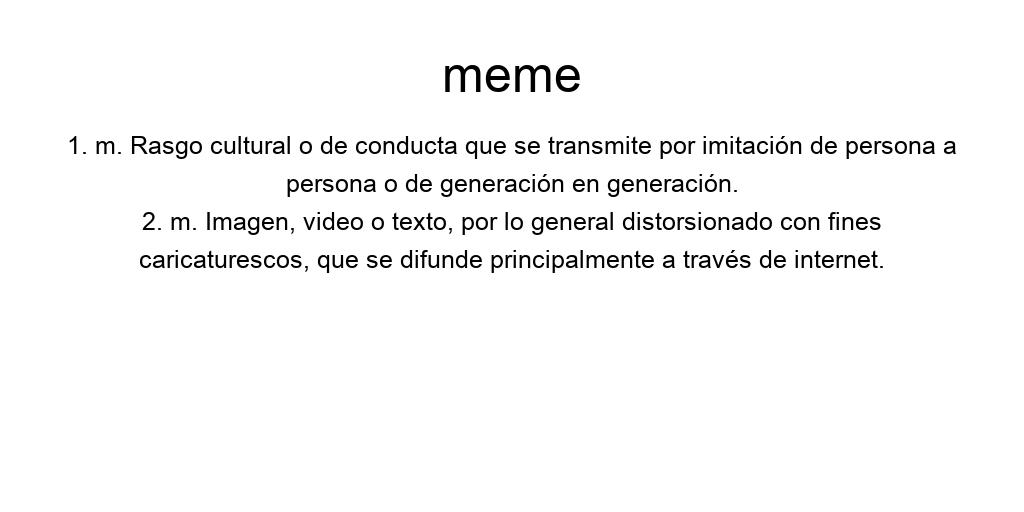 meme
1. m. Rasgo cultural o de conducta que se transmite por imitación de persona a
persona o de generación en generación.
2. m. Imagen, video o texto, por lo general distorsionado con fines
caricaturescos, que se difunde principalmente a través de internet.